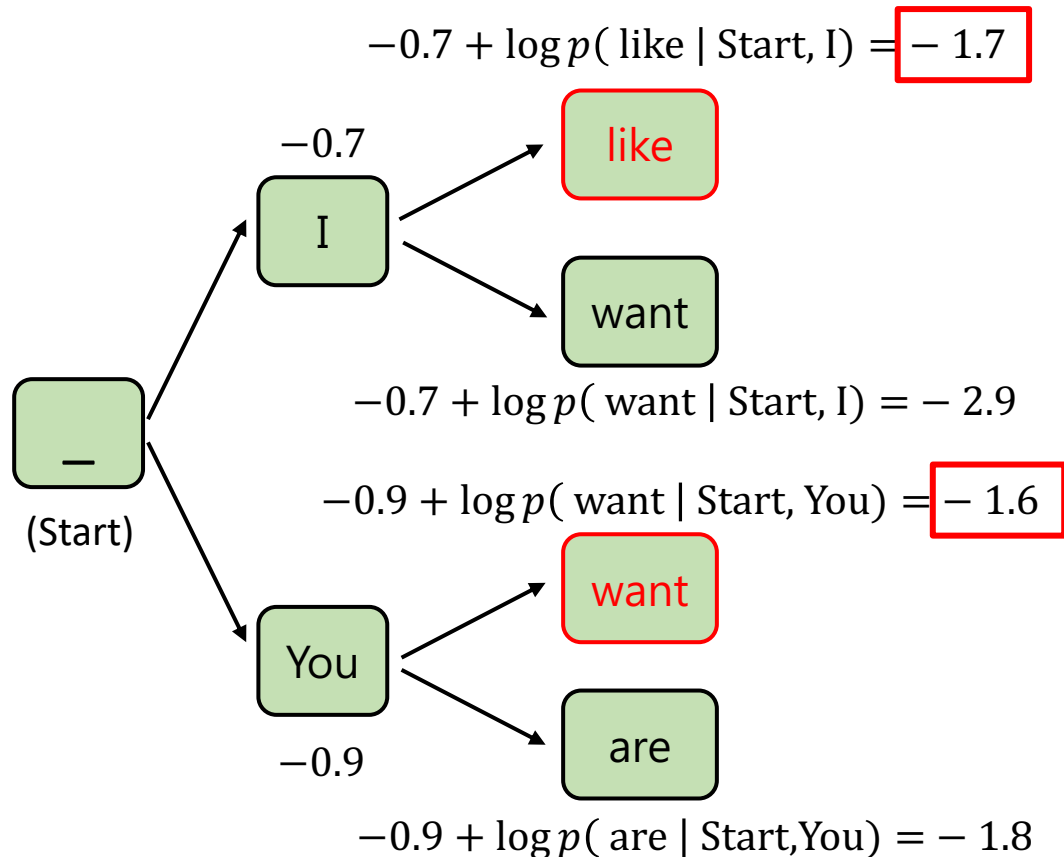 −0.7 + log p( like | Start, I) = − 1.7
−0.7
like
I
want
−0.7 + log p( want | Start, I) = − 2.9
_
(Start)
−0.9 + log p( want | Start, You) = − 1.6
want
You
are
−0.9
−0.9 + log p( are | Start,You) = − 1.8